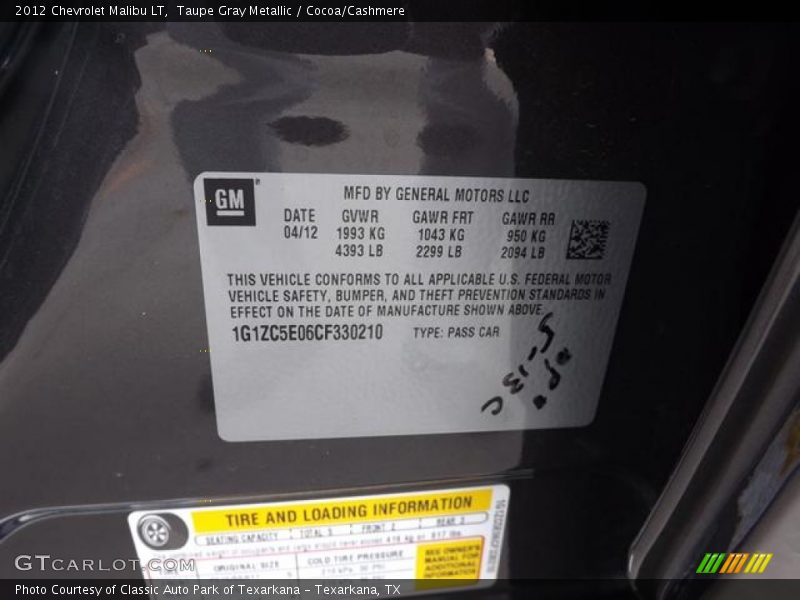 2012 Chevrolet Malibu LT, Taupe Gray Metallic / Cocoa/Cashmere
GM
MFD BY GENERAL MOTORS LLC
DATE GVWR GAWR FRT GAWR RR
04/12 1993 KG 1043 KG 950 KG
4393 LB 2299 LB 2094 LB
THIS VEHICLE CONFORMS TO ALL APPLICABLE U.S. FEDERAL MOTOR
VEHICLE SAFETY, BUMPER, AND THEFT PREVENTION STANDARDS IN
EFFECT ON THE DATE OF MANUFACTURE SHOWN ABOVE.
1G1ZC5E06CF330210 TYPE: PASS CAR
TIRE AND LOADING INFORMATION
SEATING CAPACITY TOTAL 5 FRONT 2 REAR 3
TIRE ORIGINAL SIZE COLD TIRE PRESSURE
SEE OWNER'S
MANUAL FOR
ADDITIONAL
INFORMATION
GTCarlot.com
Photo Courtesy of Classic Auto Park of Texarkana - Texarkana, TX